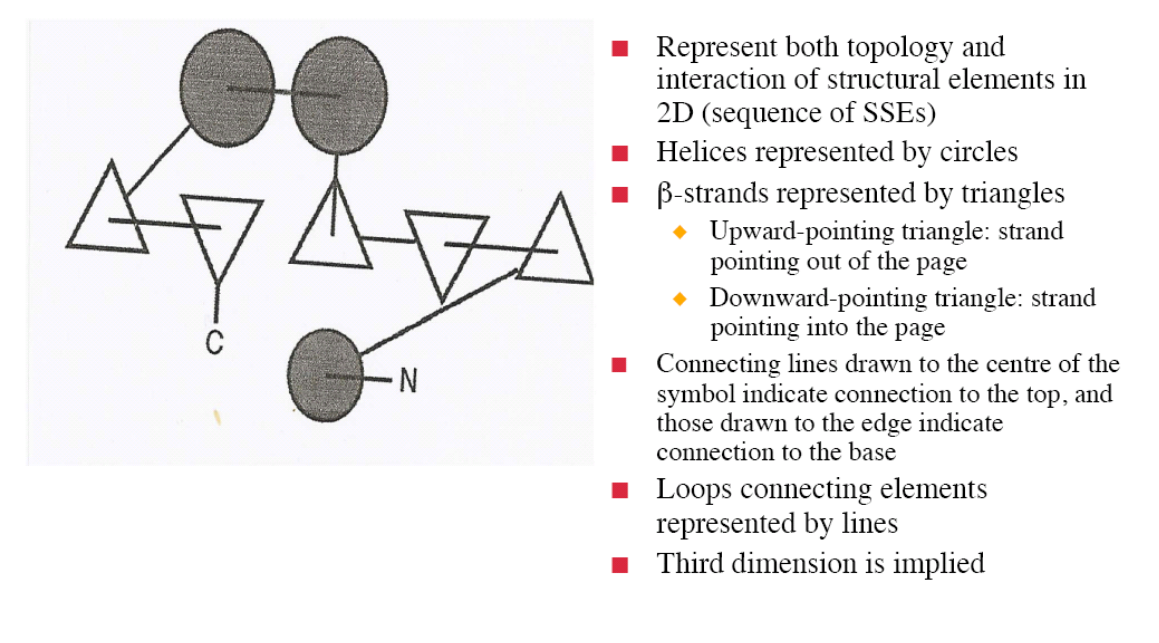 Represent both topology and
interaction of structural elements in
2D (sequence of SSEs)
Helices represented by circles
β-strands represented by triangles
Upward-pointing triangle: strand
pointing out of the page
Downward-pointing triangle: strand
pointing into the page
Connecting lines drawn to the centre of the
symbol indicate connection to the top, and
those drawn to the edge indicate
connection to the base
Loops connecting elements
represented by lines
Third dimension is implied
C
N